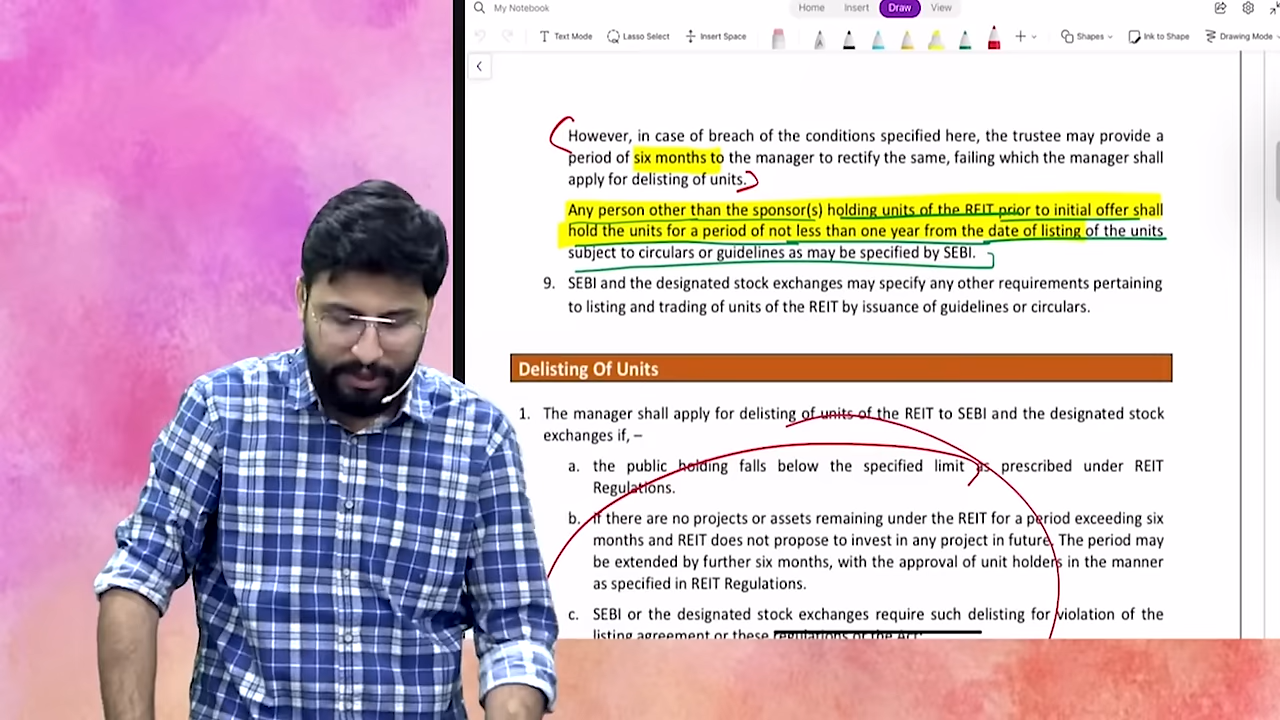 My Notebook
Home Insert Draw View
Text Mode Lasso Select Insert Space Shapes Ink to Shape Drawing Mode
However, in case of breach of the conditions specified here, the trustee may provide a
period of six months to the manager to rectify the same, failing which the manager shall
apply for delisting of units.
Any person other than the sponsor(s) holding units of the REIT prior to initial offer shall
hold the units for a period of not less than one year from the date of listing of the units
subject to circulars or guidelines as may be specified by SEBI.
9. SEBI and the designated stock exchanges may specify any other requirements pertaining
to listing and trading of units of the REIT by issuance of guidelines or circulars.
Delisting Of Units
1. The manager shall apply for delisting of units of the REIT to SEBI and the designated stock
exchanges if, –
a. the public holding falls below the specified limit as prescribed under REIT
Regulations.
b. If there are no projects or assets remaining under the REIT for a period exceeding six
months and REIT does not propose to invest in any project in future. The period may
be extended by further six months, with the approval of unit holders in the manner
as specified in REIT Regulations.
c. SEBI or the designated stock exchanges require such delisting for violation of the
listing agreement or these regulations or the Act;